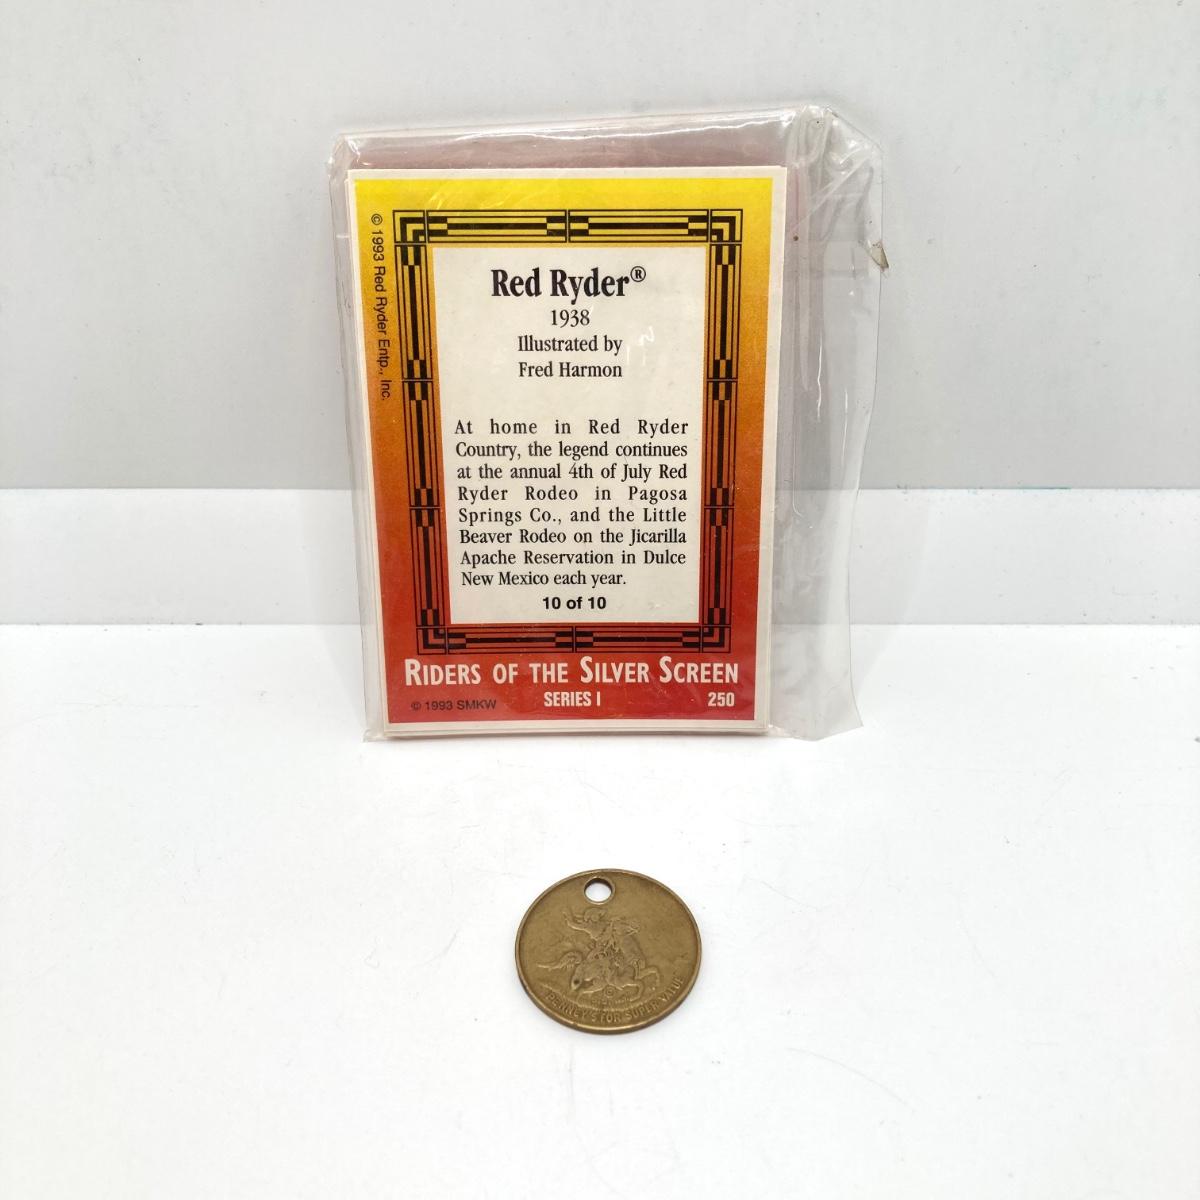 © 1993 Red Ryder Entp., Inc.
Red Ryder®
1938
Illustrated by
Fred Harmon
At home in Red Ryder
Country, the legend continues
at the annual 4th of July Red
Ryder Rodeo in Pagosa
Springs Co., and the Little
Beaver Rodeo on the Jicarilla
Apache Reservation in Dulce
New Mexico each year.
10 of 10
RIDERS OF THE SILVER SCREEN
© 1993 SMKW
SERIES I
250
PENNEY'S FOR SUPER VALUE